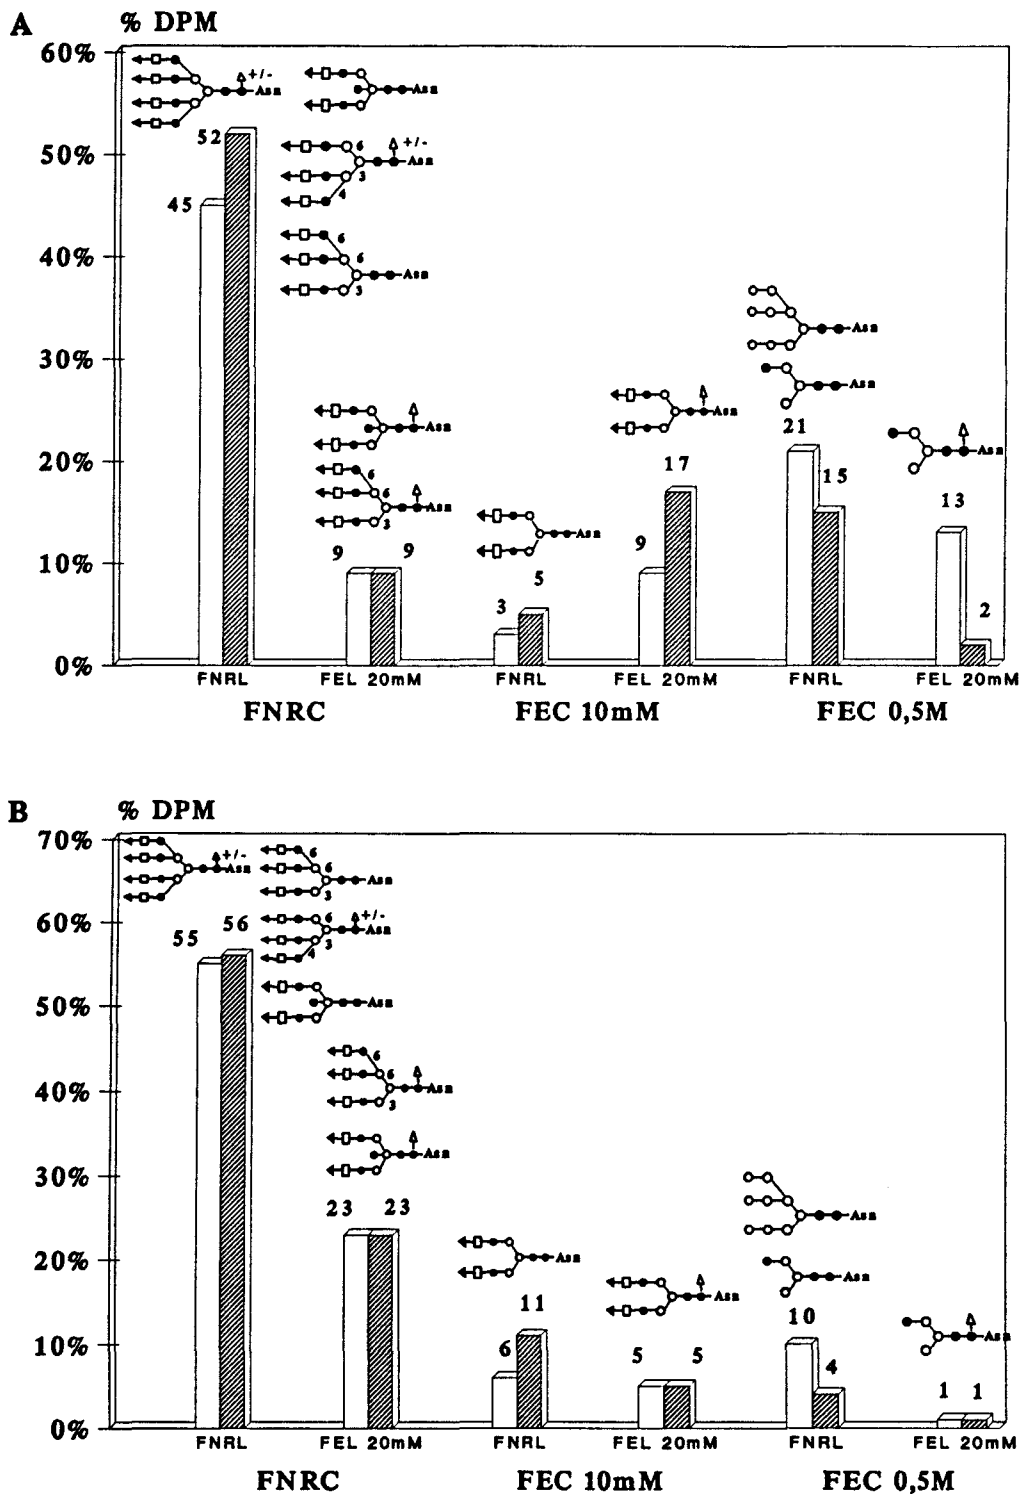 A
% DPM
60%
50%
40%
30%
20%
10%
0%
+/-
Asn
Asn
52
45
6
+/-
Asn
3
4
6
6
Asn
3
Asn
6
6
Asn
3
9
9
Asn
3
5
Asn
9
17
Asn
Asn
21
15
Asn
13
2
FNRL
FEL 20mM
FNRL
FEL 20mM
FNRL
FEL 20mM
FNRC
FEC 10mM
FEC 0,5M
B
% DPM
70%
60%
50%
40%
30%
20%
10%
0%
+/-
Asn
55
56
6
6
Asn
3
6
+/-
Asn
3
4
Asn
6
6
Asn
3
Asn
23
23
Asn
11
6
Asn
5
5
Asn
Asn
10
4
Asn
1
1
FNRL
FEL 20mM
FNRL
FEL 20mM
FNRL
FEL 20mM
FNRC
FEC 10mM
FEC 0,5M